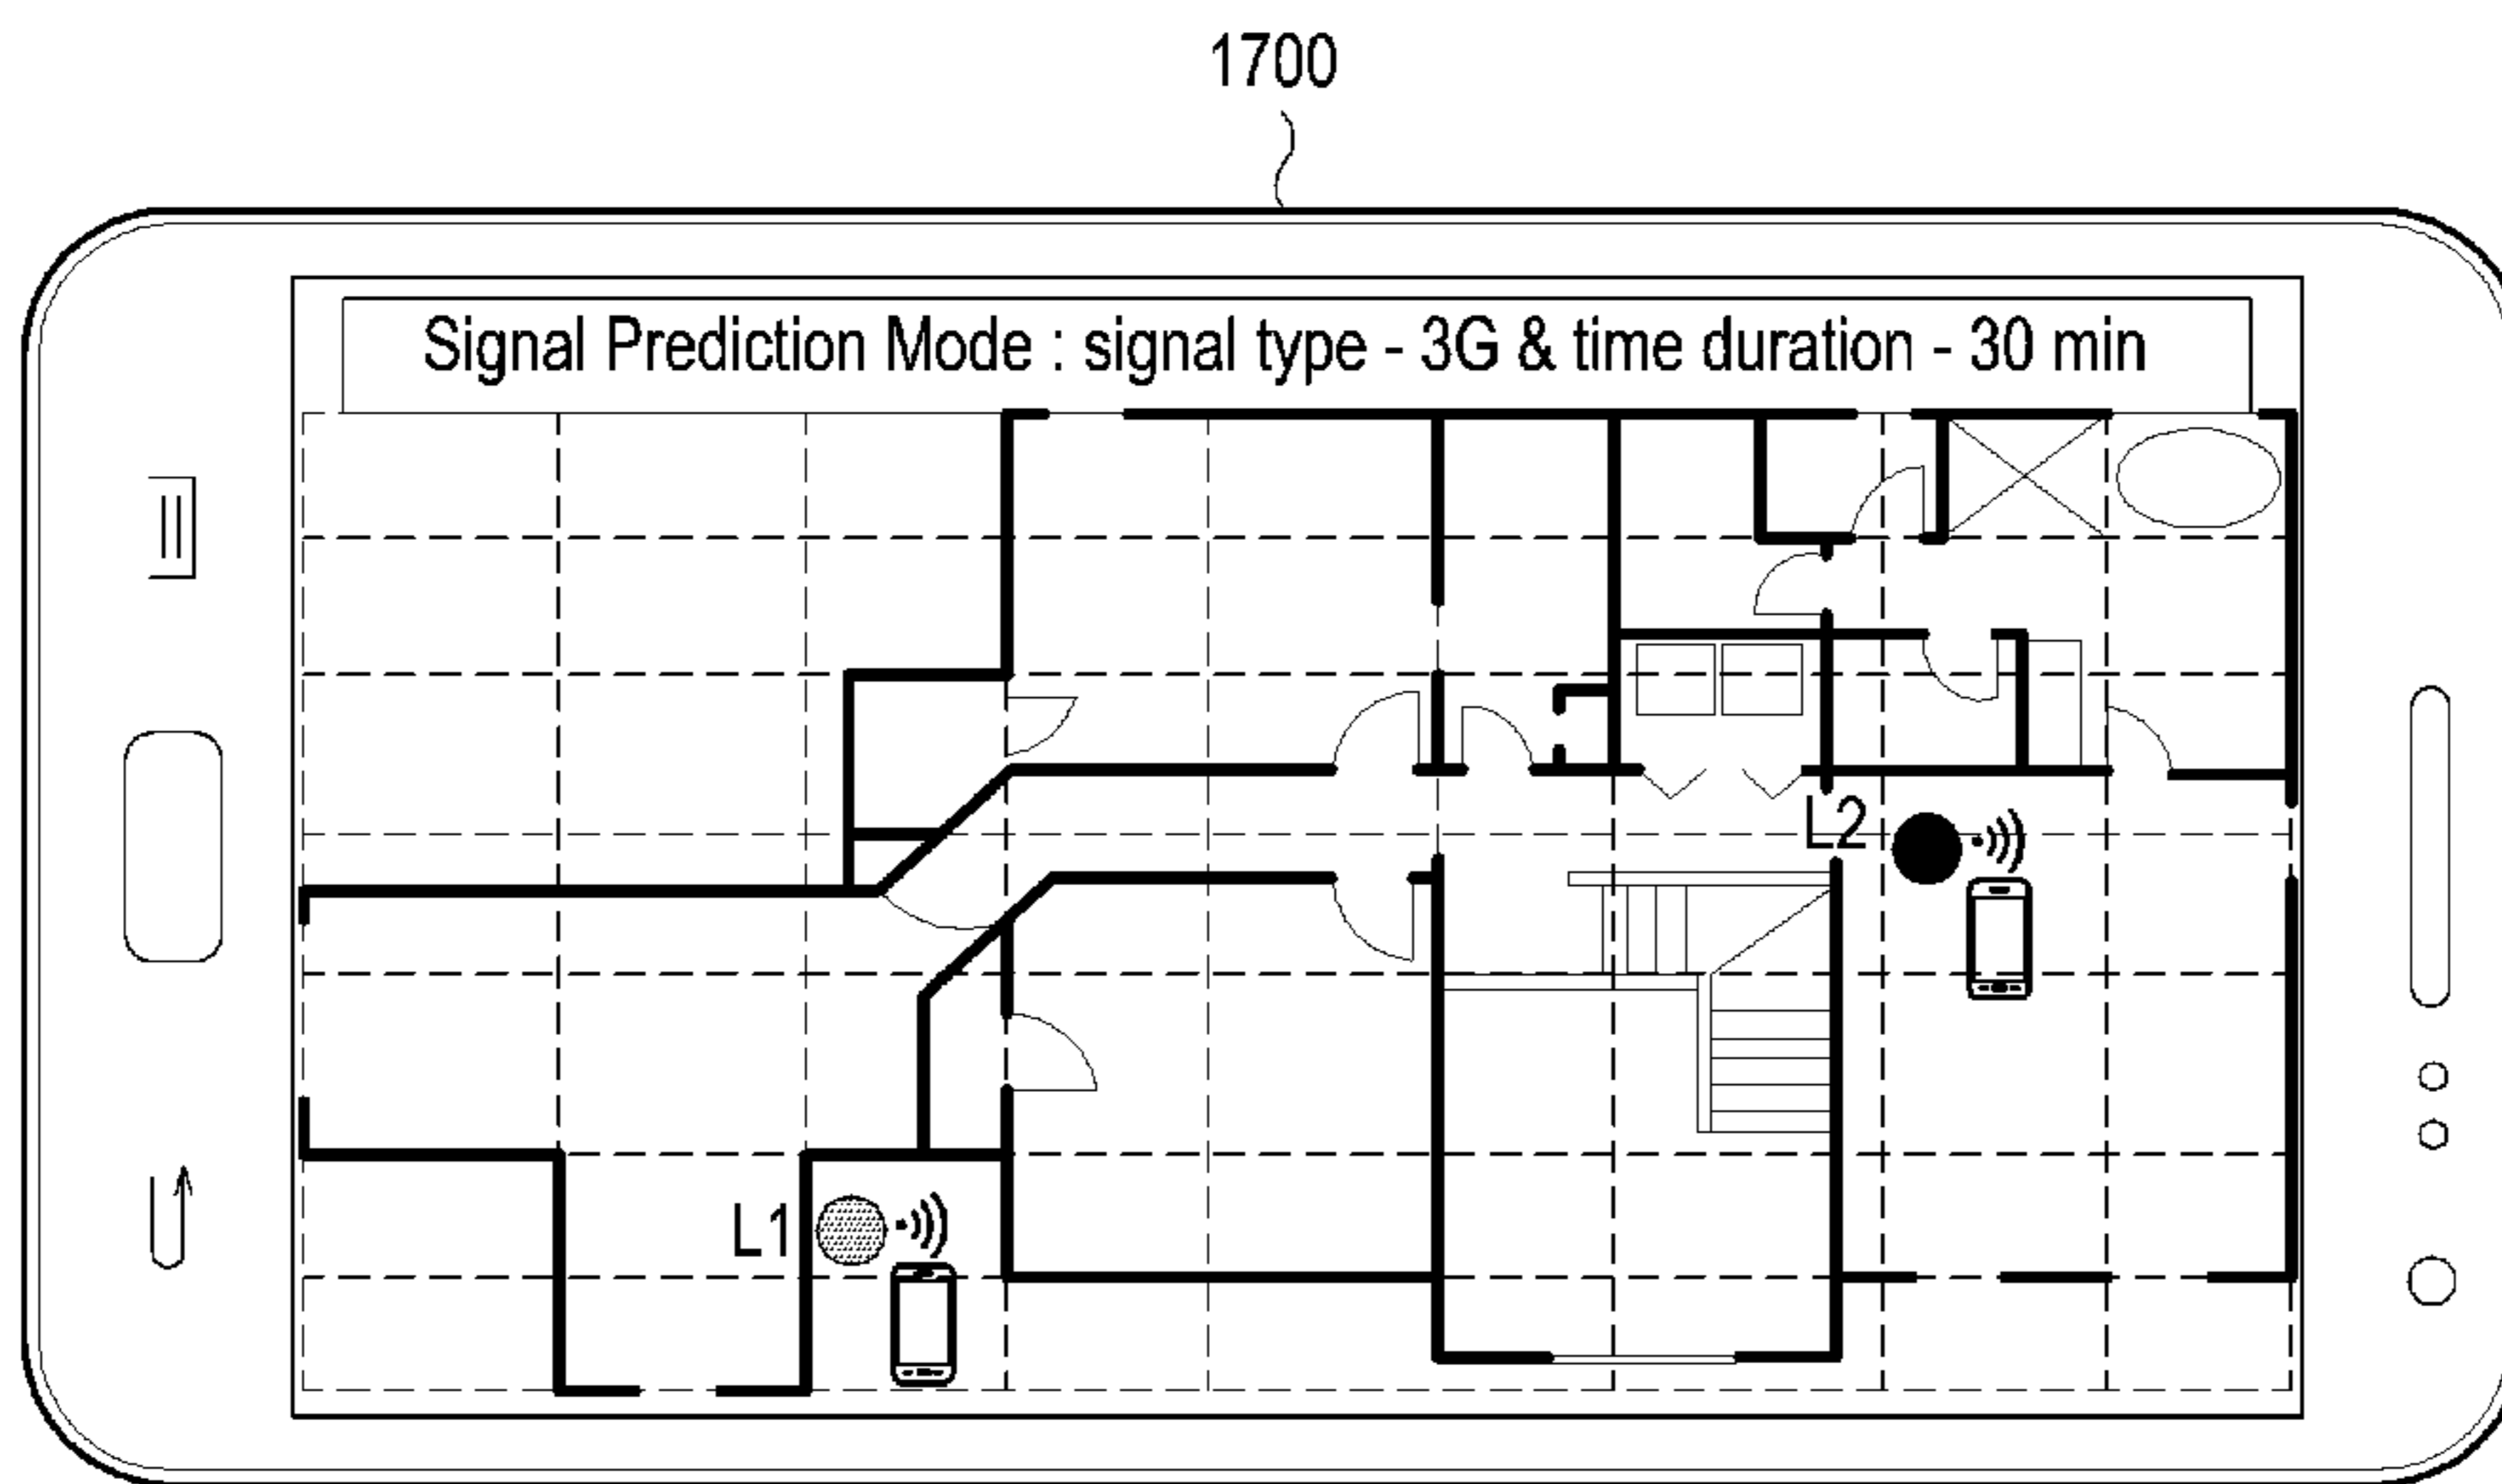 1700
Signal Prediction Mode : signal type - 3G & time duration - 30 min
L2
L1